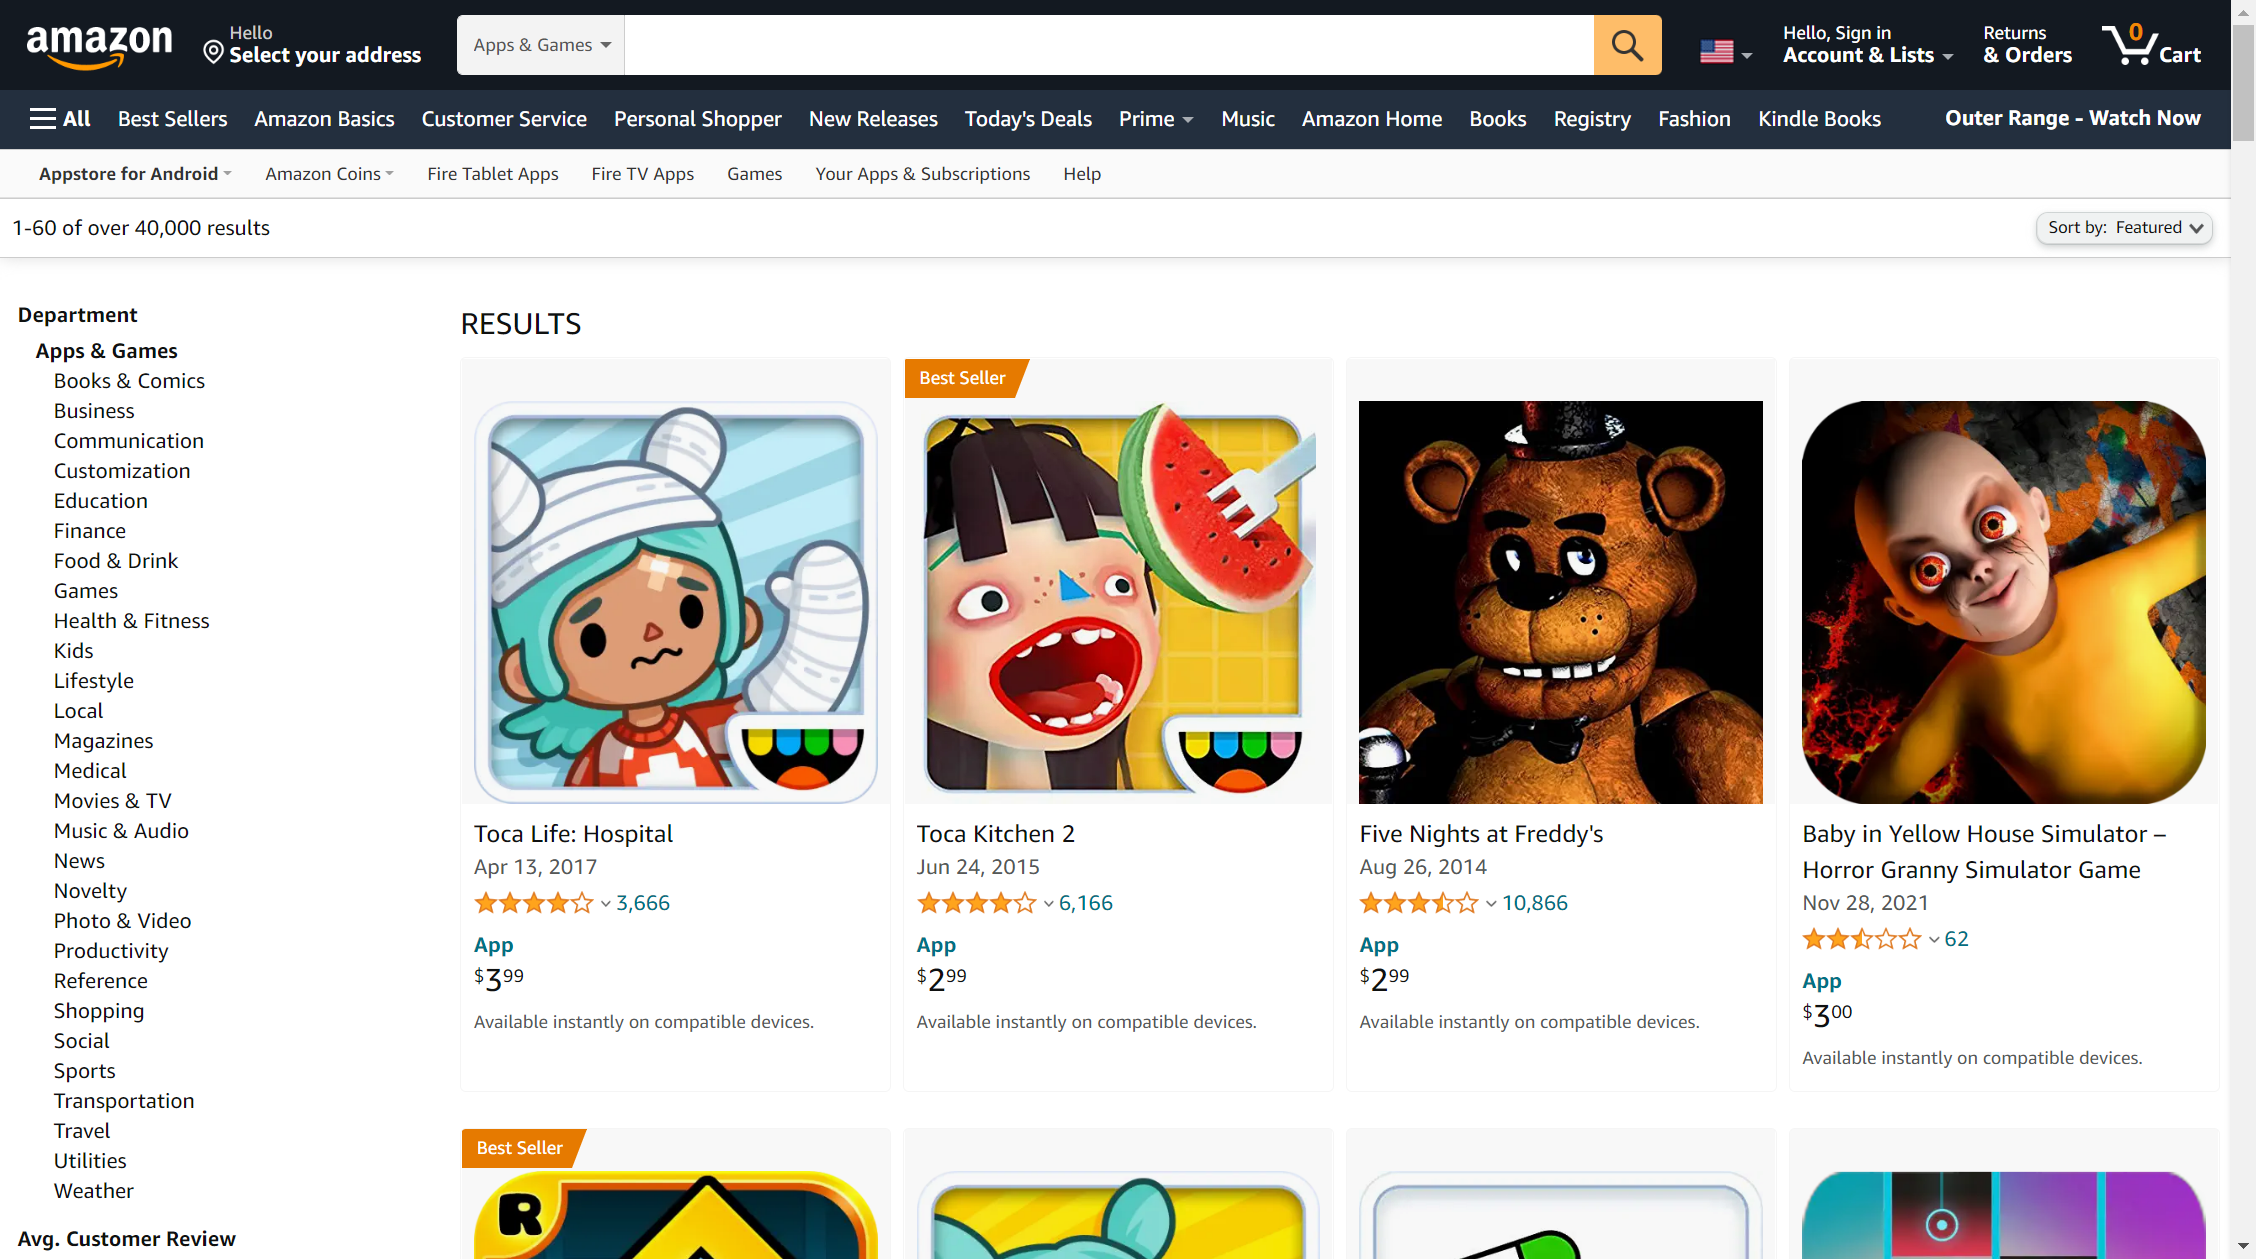 amazon
Hello
Select your address
Apps & Games
Hello, Sign in
Account & Lists
Returns
& Orders
0
Cart
All
Best Sellers
Amazon Basics
Customer Service
Personal Shopper
New Releases
Today's Deals
Prime
Music
Amazon Home
Books
Registry
Fashion
Kindle Books
Outer Range - Watch Now
Appstore for Android
Amazon Coins
Fire Tablet Apps
Fire TV Apps
Games
Your Apps & Subscriptions
Help
1-60 of over 40,000 results
Sort by: Featured
Department
Apps & Games
Books & Comics
Business
Communication
Customization
Education
Finance
Food & Drink
Games
Health & Fitness
Kids
Lifestyle
Local
Magazines
Medical
Movies & TV
Music & Audio
News
Novelty
Photo & Video
Productivity
Reference
Shopping
Social
Sports
Transportation
Travel
Utilities
Weather
Avg. Customer Review
RESULTS
Toca Life: Hospital
Apr 13, 2017
3,666
App
$3.99
Available instantly on compatible devices.
Best Seller
Toca Kitchen 2
Jun 24, 2015
6,166
App
$2.99
Available instantly on compatible devices.
Five Nights at Freddy's
Aug 26, 2014
10,866
App
$2.99
Available instantly on compatible devices.
Baby in Yellow House Simulator –
Horror Granny Simulator Game
Nov 28, 2021
62
App
$3.00
Available instantly on compatible devices.
Best Seller
R